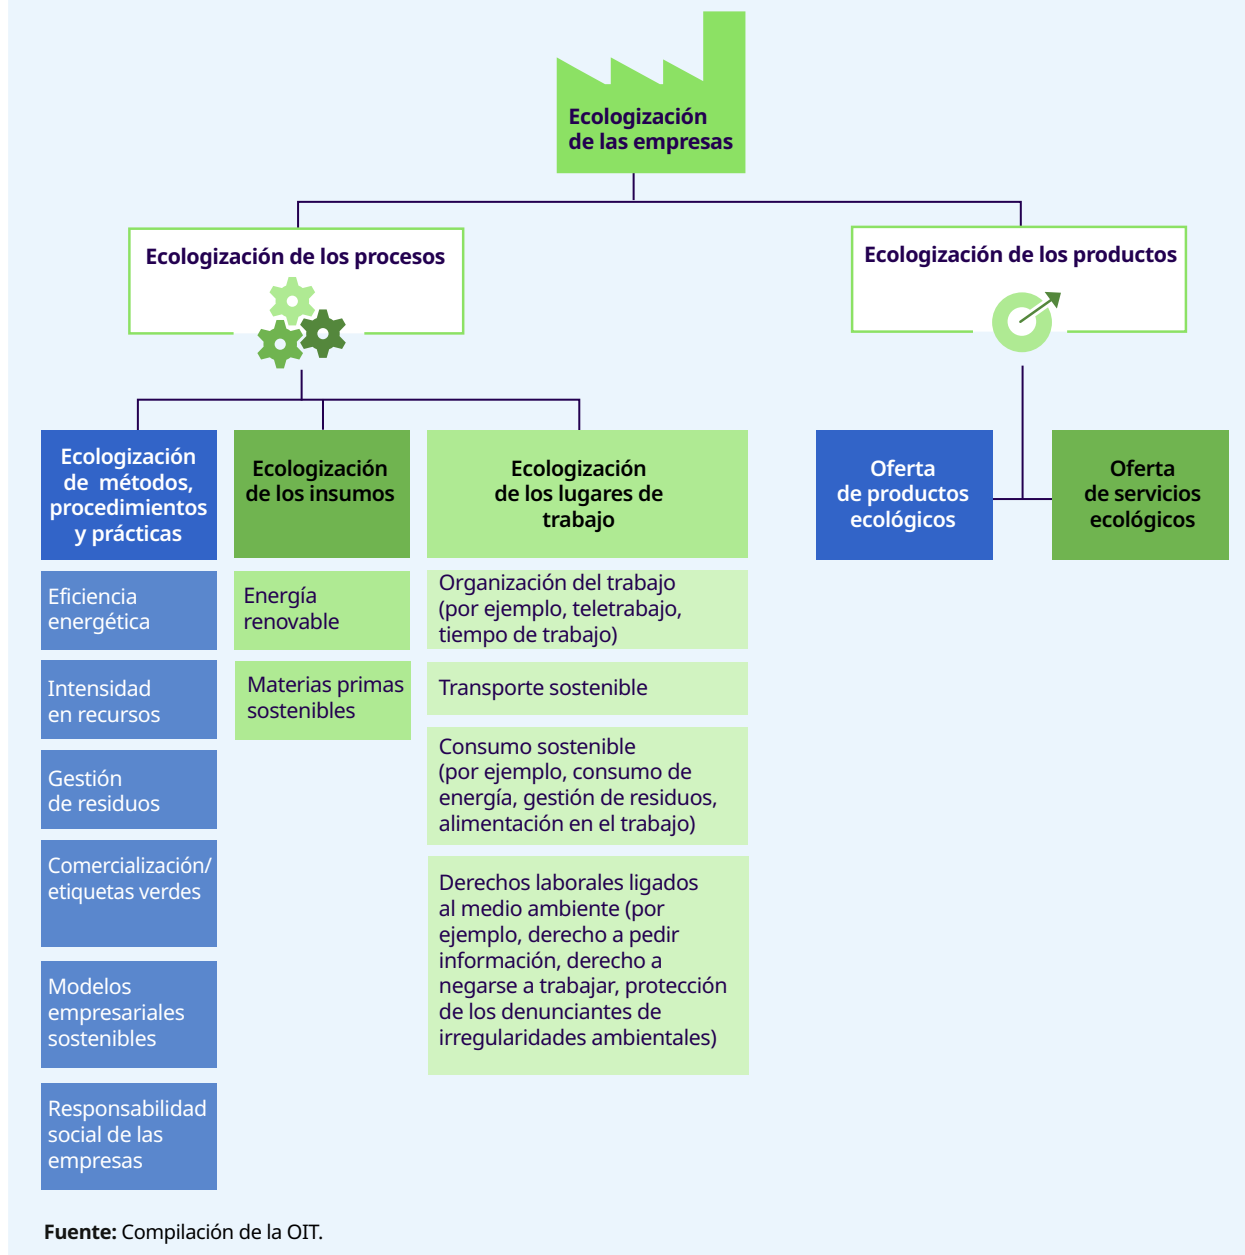 Ecologización
de las empresas
Ecologización de los procesos
Ecologización de los productos
Ecologización
de métodos,
procedimientos
y prácticas
Eficiencia
energética
Intensidad
en recursos
Gestión
de residuos
Comercialización/
etiquetas verdes
Modelos
empresariales
sostenibles
Responsabilidad
social de las
empresas
Ecologización
de los insumos
Energía
renovable
Materias primas
sostenibles
Ecologización
de los lugares de
trabajo
Organización del trabajo
(por ejemplo, teletrabajo,
tiempo de trabajo)
Transporte sostenible
Consumo sostenible
(por ejemplo, consumo de
energía, gestión de residuos,
alimentación en el trabajo)
Derechos laborales ligados
al medio ambiente (por
ejemplo, derecho a pedir
información, derecho a
negarse a trabajar, protección
de los denunciantes de
irregularidades ambientales)
Oferta
de productos
ecológicos
Oferta
de servicios
ecológicos
Fuente: Compilación de la OIT.